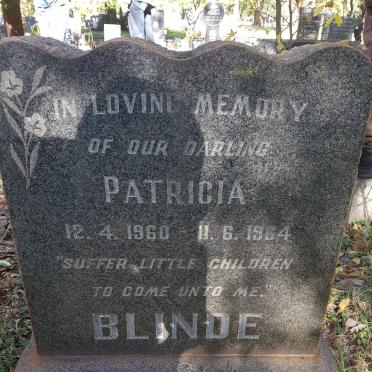 IN LOVING MEMORY
OF OUR DARLING
PATRICIA
12. 4. 1960 - 11. 6. 1964
"SUFFER LITTLE CHILDREN
TO COME UNTO ME."
BLINDE